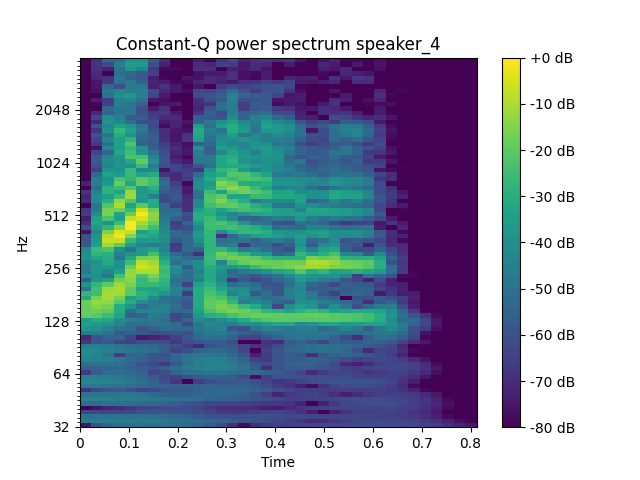 Constant-Q power spectrum speaker_4
Hz
2048
1024
512
256
128
64
32
0 0.1 0.2 0.3 0.4 0.5 0.6 0.7 0.8
Time
+0 dB
-10 dB
-20 dB
-30 dB
-40 dB
-50 dB
-60 dB
-70 dB
-80 dB